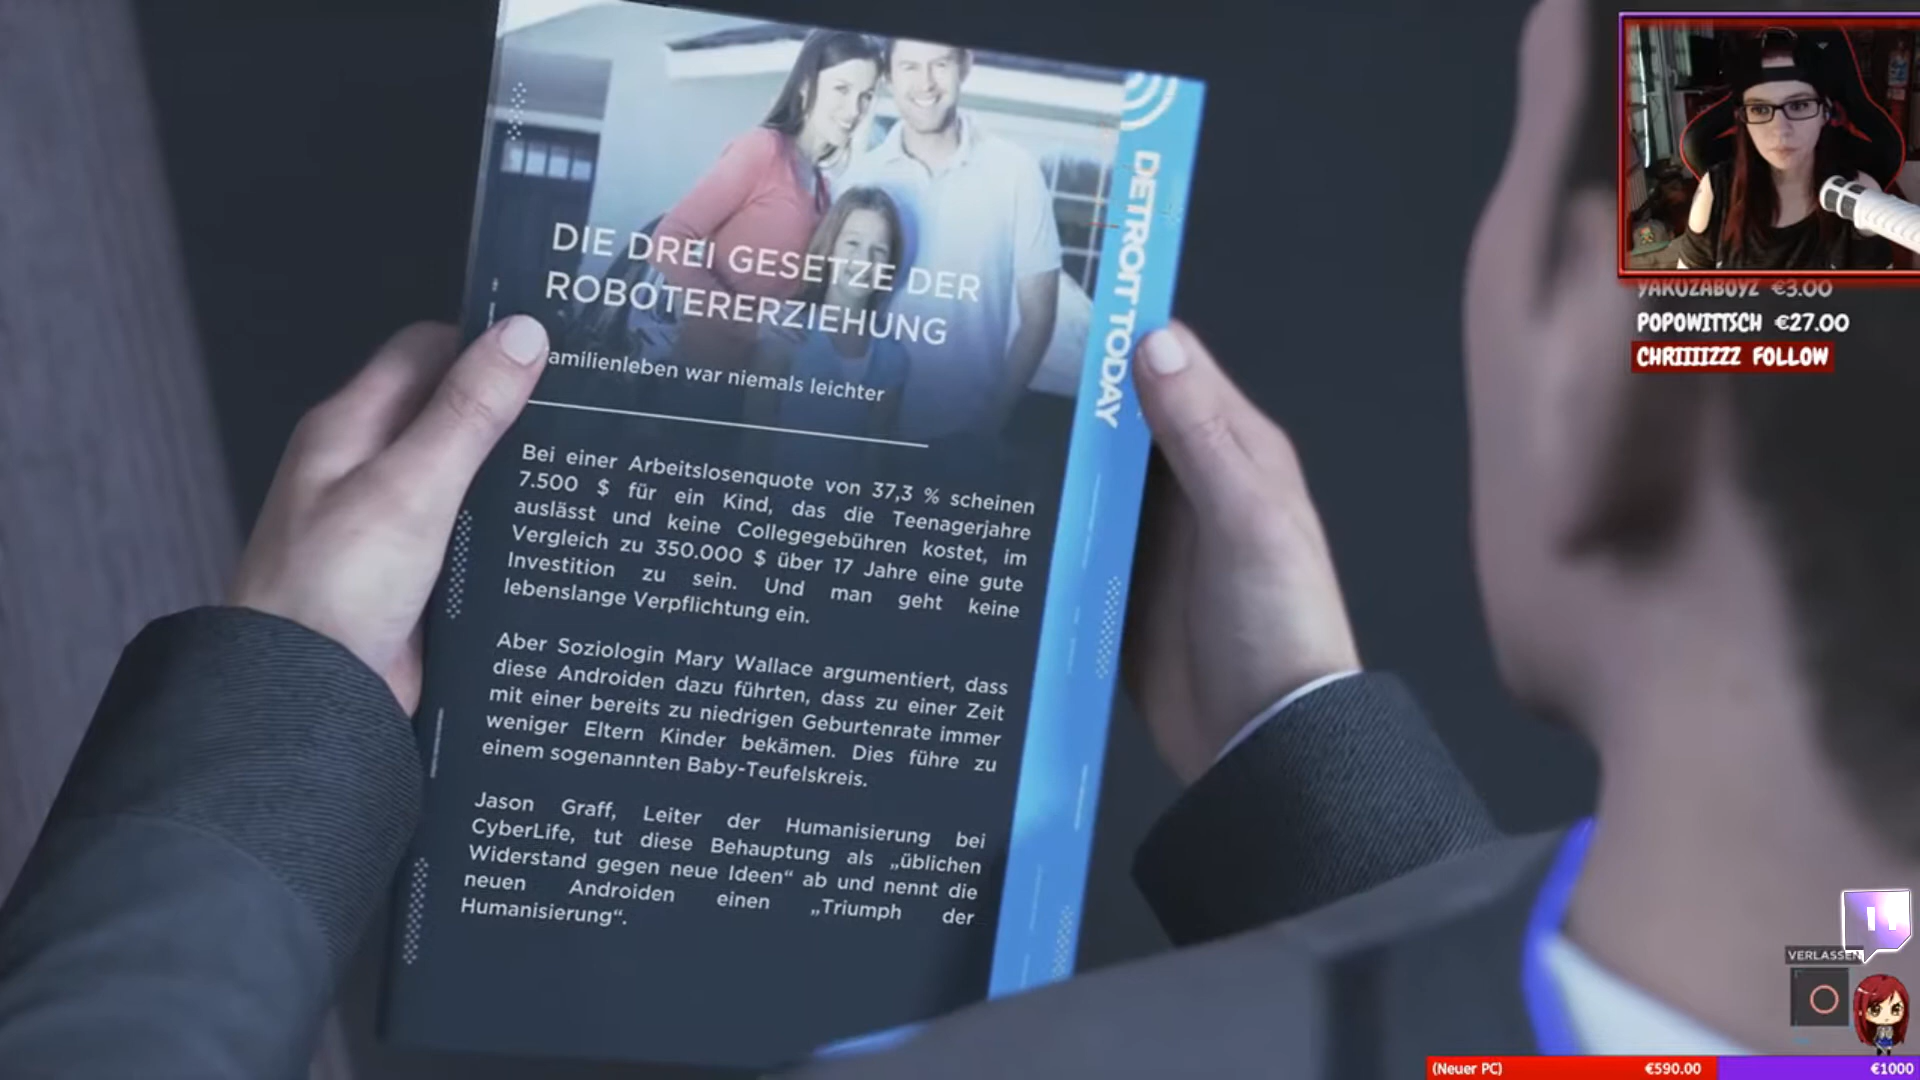 DIE DREI GESETZE DER
ROBOTERERZIEHUNG
amilienleben war niemals leichter
Bei einer Arbeitslosenquote von 37,3 % scheinen
7.500 $ für ein Kind, das die Teenagerjahre
auslässt und keine Collegegebühren kostet, im
Vergleich zu 350.000 $ über 17 Jahre eine gute
Investition zu sein. Und man geht keine
lebenslange Verpflichtung ein.
Aber Soziologin Mary Wallace argumentiert, dass
diese Androiden dazu führten, dass zu einer Zeit
mit einer bereits zu niedrigen Geburtenrate immer
weniger Eltern Kinder bekämen. Dies führe zu
einem sogenannten Baby-Teufelskreis.
Jason Graff, Leiter der Humanisierung bei
CyberLife, tut diese Behauptung als „üblichen
Widerstand gegen neue Ideen“ ab und nennt die
neuen Androiden einen „Triumph der
Humanisierung“.
DETROIT TODAY
YAKUZABOYZ €3.00
POPOWITTSCH €27.00
CHRIIIIZZZ FOLLOW
VERLASSEN
(Neuer PC) €590.00 €1000